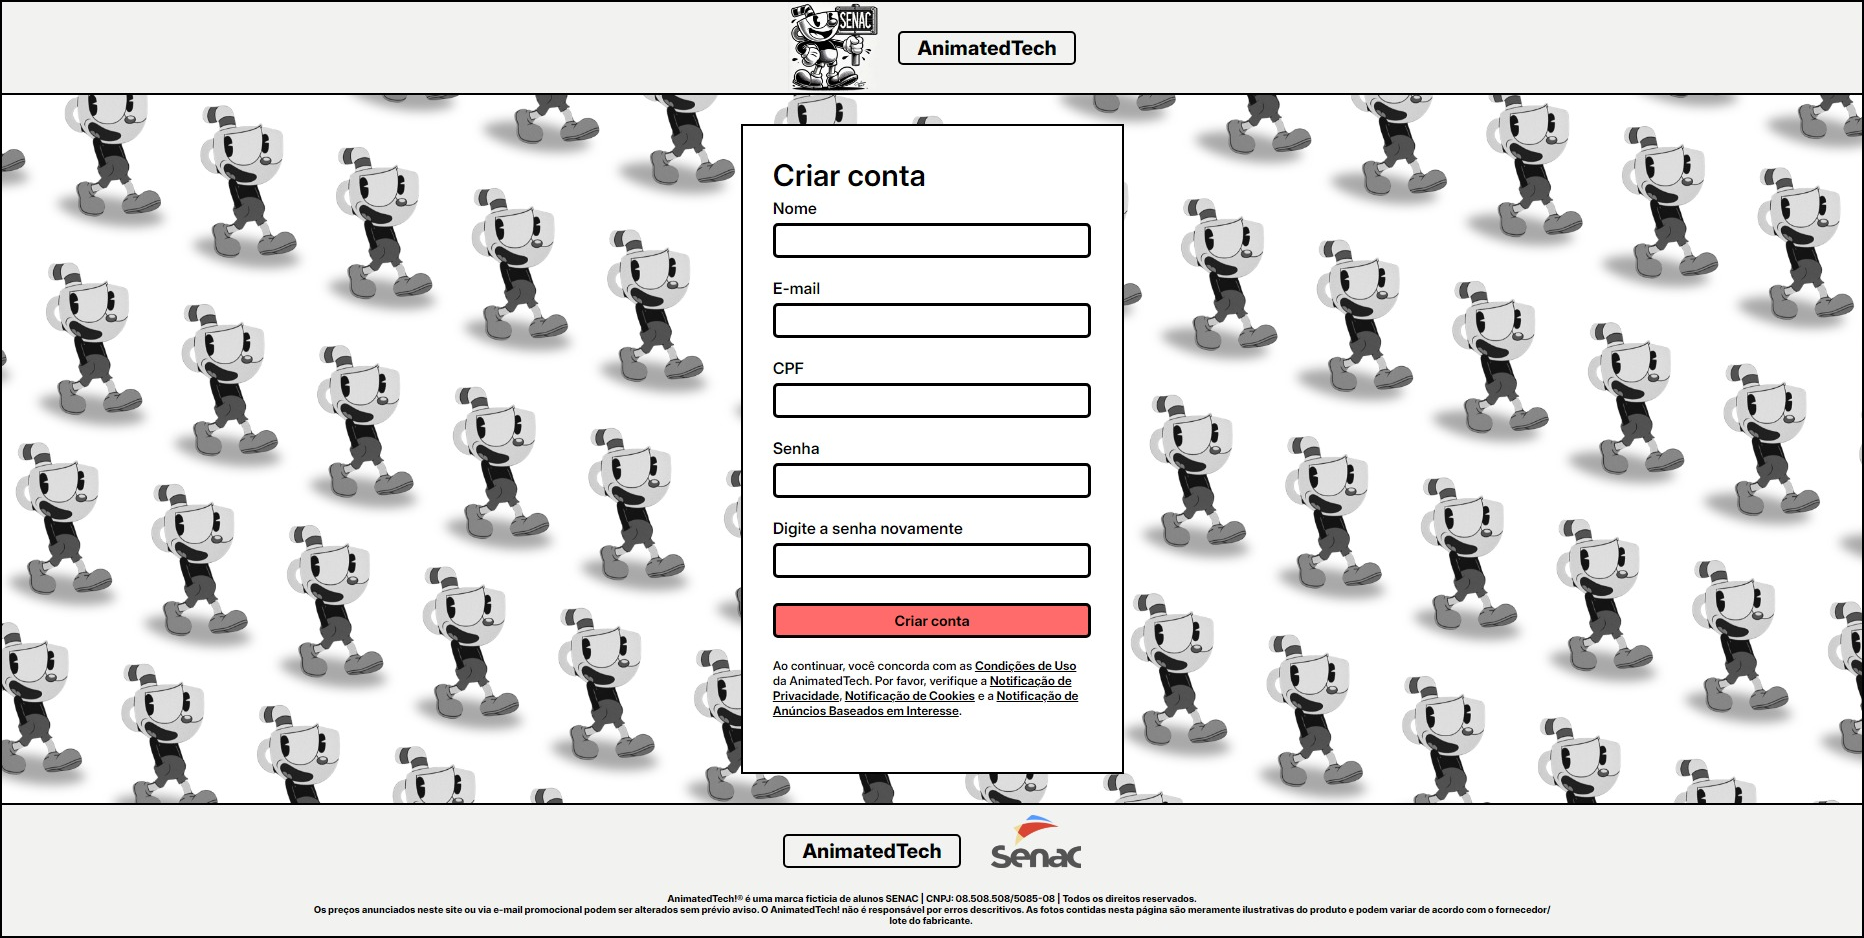 SENAC
AnimatedTech
Criar conta
Nome
E-mail
CPF
Senha
Digite a senha novamente
Criar conta
Ao continuar, você concorda com as Condições de Uso
da AnimatedTech. Por favor, verifique a Notificação de
Privacidade, Notificação de Cookies e a Notificação de
Anúncios Baseados em Interesse.
AnimatedTech
Senac
AnimatedTech!® é uma marca ficticia de alunos SENAC | CNPJ: 08.508.508/5085-08 | Todos os direitos reservados.
Os preços anunciados neste site ou via e-mail promocional podem ser alterados sem prévio aviso. O AnimatedTech! não é responsável por erros descritivos. As fotos contidas nesta página são meramente ilustrativas do produto e podem variar de acordo com o fornecedor/
lote do fabricante.